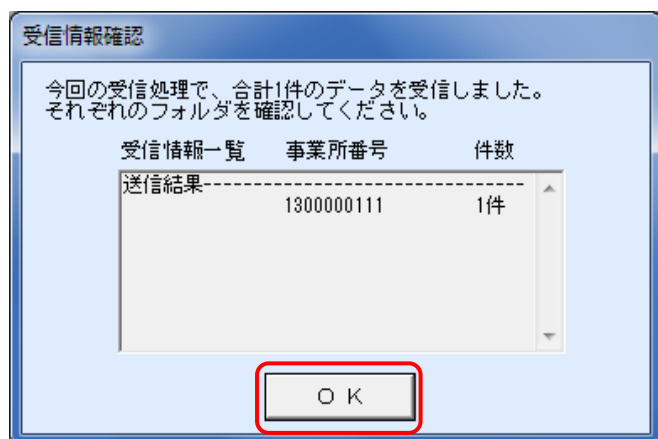 受信情報確認
今回の受信処理で、合計1件のデータを受信しました。
それぞれのフォルダを確認してください。
受信情報一覧 事業所番号 件数
送信結果--------------------------------
1300000111 1件
ＯＫ